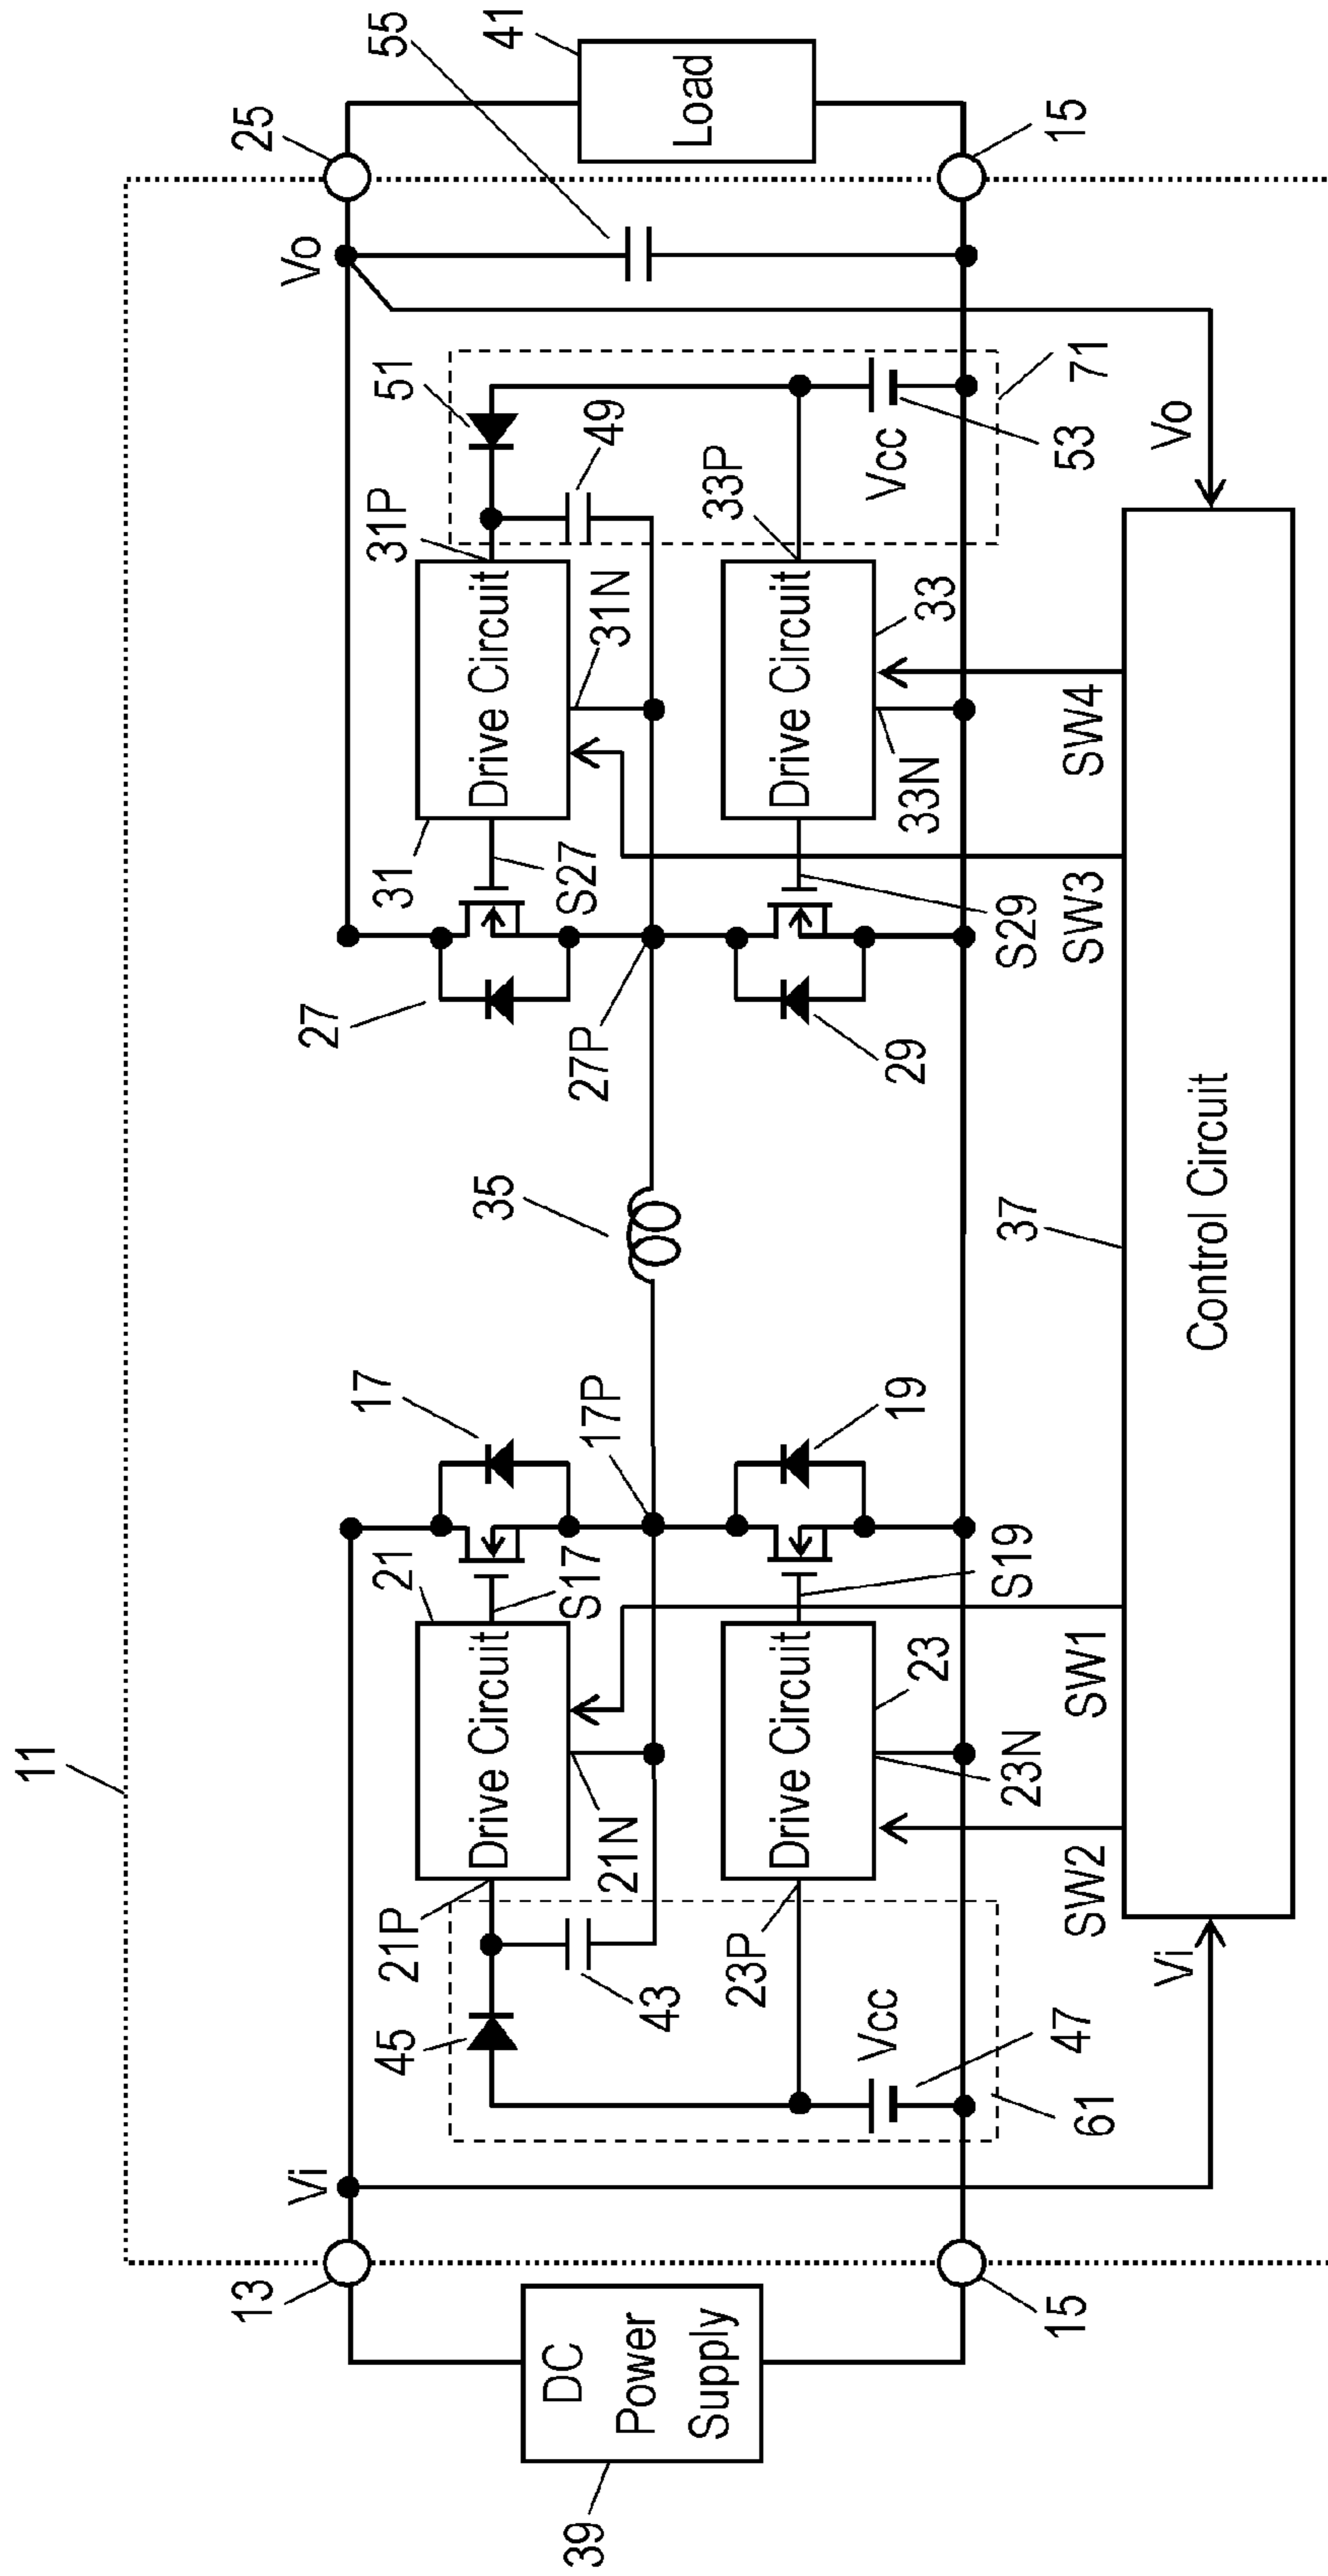 11
13
Vi
39
DC
Power
Supply
15
45
21P
43
21N
21
Drive Circuit
S17
17
17P
61
47
Vcc
23P
23N
23
Drive Circuit
S19
19
35
27
27P
S27
31
Drive Circuit
31N
31P
49
51
29
S29
33N
33
Drive Circuit
33P
Vcc
53
71
Vo
25
55
41
Load
15
Vi
SW2
SW1
37
Control Circuit
SW3
SW4
Vo